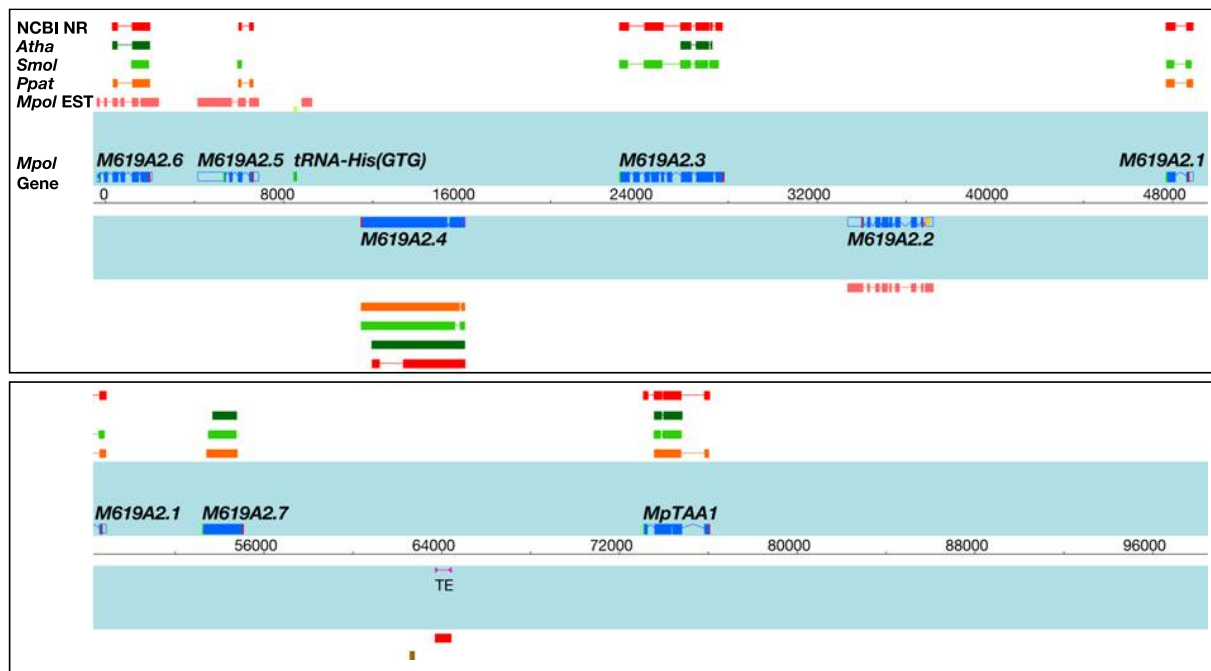 NCBI NR
Atha
Smol
Ppat
Mpol EST
Mpol Gene
M619A2.6 M619A2.5 tRNA-His(GTG) M619A2.3 M619A2.1
0 8000 16000 24000 32000 40000 48000
M619A2.4 M619A2.2
M619A2.1 M619A2.7 MpTAA1
56000 64000 72000 80000 88000 96000
TE